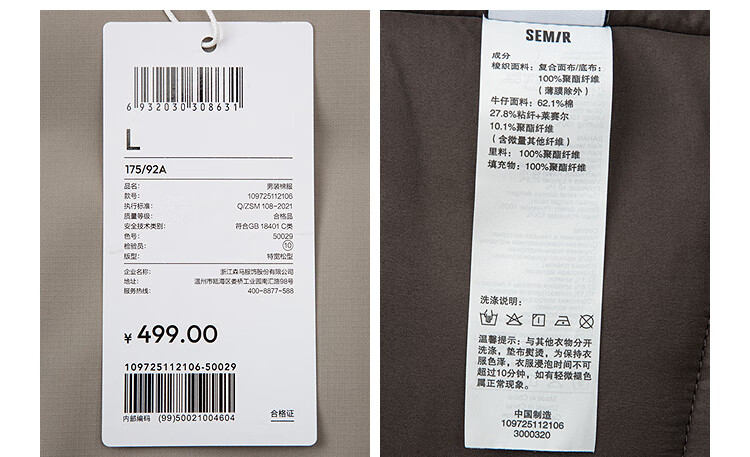 6 932030 308631
L
175/92A
品名: 男装棉服
款号: 109725112106
执行标准: Q/ZSM 108-2021
质量等级: 合格品
安全技术类别: 符合GB 18401 C类
色号: 50029
检验员: ⑩
版型: 特宽松型
企业名称: 浙江森马服饰股份有限公司
地址: 温州市瓯海区娄桥工业园南汇路98号
服务热线: 400-8877-588
¥ 499.00
109725112106-50029
内部编码 (99)50021004604
合格证
SEMIR
成分
梭织面料: 复合面布/底布:
100%聚酯纤维
(薄膜除外)
牛仔面料: 62.1%棉
27.8%粘纤+莱赛尔
10.1%聚酯纤维
(含微量其他纤维)
里料: 100%聚酯纤维
填充物: 100%聚酯纤维
洗涤说明:
温馨提示: 与其他衣物分开
洗涤, 垫布熨烫, 为保持衣
服色泽, 衣服浸泡时间不可
超过10分钟, 如有轻微褪色
属正常现象。
中国制造
109725112106
3000320